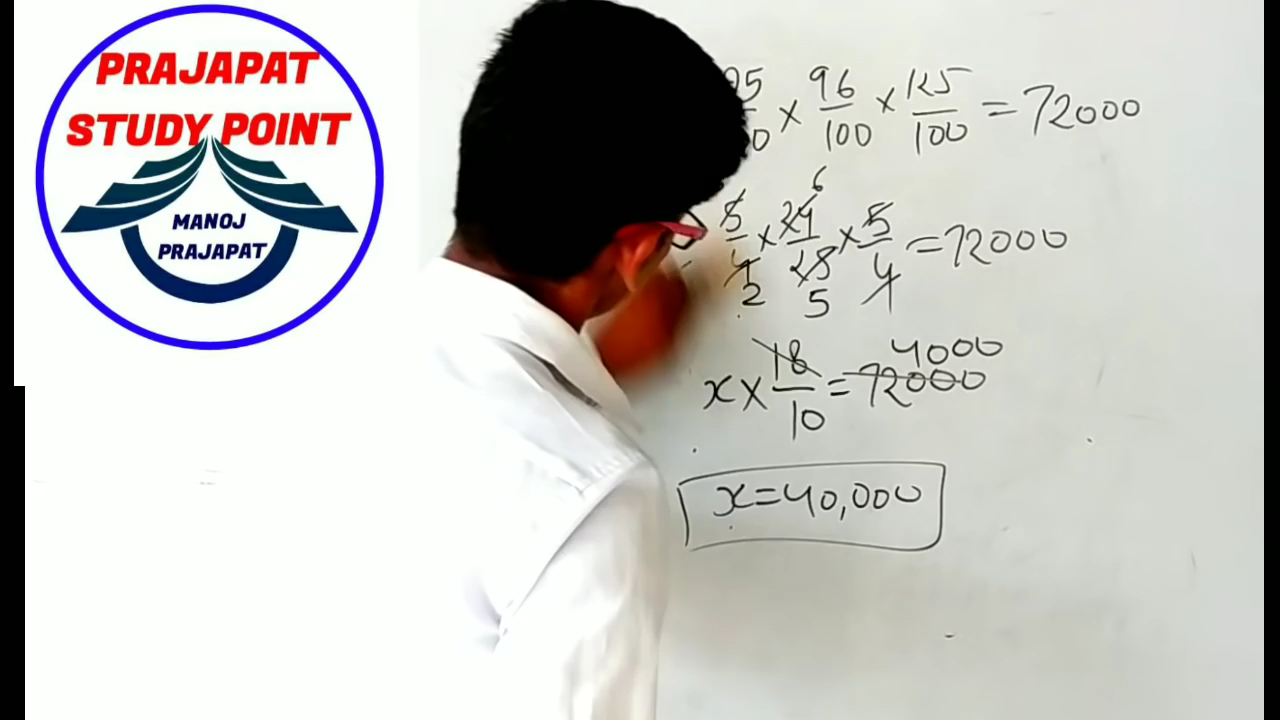 PRAJAPAT
STUDY POINT
MANOJ
PRAJAPAT
× 96/100 × 125/100 = 72000
5/4 × 24/25 × 5/4 = 72000
6
2 5
4000
x × 18/10 = 72000
x = 40,000